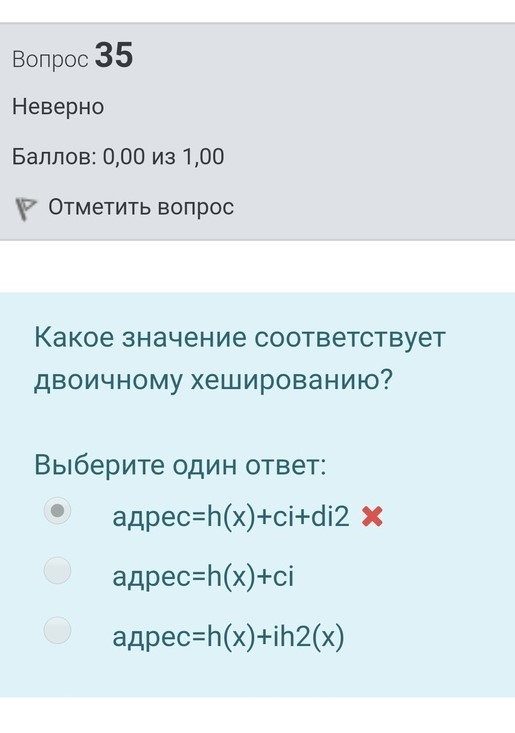 Вопрос 35
Неверно
Баллов: 0,00 из 1,00
Отметить вопрос
Какое значение соответствует
двоичному хешированию?
Выберите один ответ:
адрес=h(x)+ci+di2
адрес=h(x)+ci
адрес=h(x)+ih2(x)